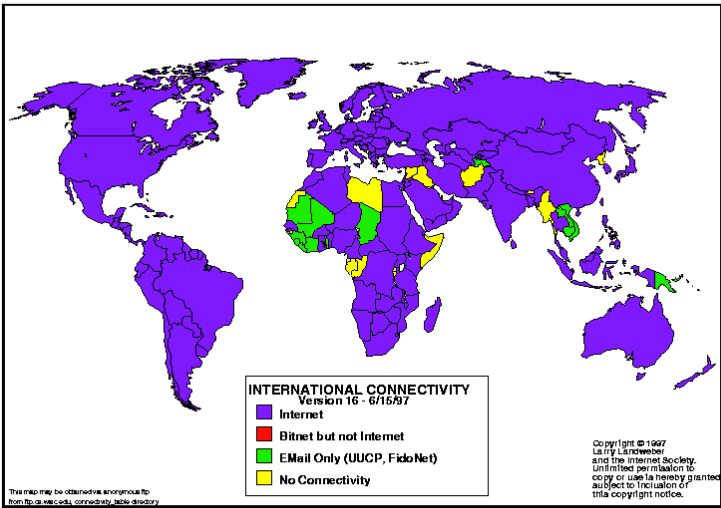 INTERNATIONAL CONNECTIVITY
Version 16 - 6/15/97
Internet
Bitnet but not Internet
EMail Only (UUCP, FidoNet)
No Connectivity
This map may be obtained via anonymous ftp
from ftp.cs.wisc.edu, connectivity_table directory
Copyright © 1997
Larry Landweber
and the Internet Society.
Unlimited permission to
copy or use is hereby granted
subject to inclusion of
this copyright notice.